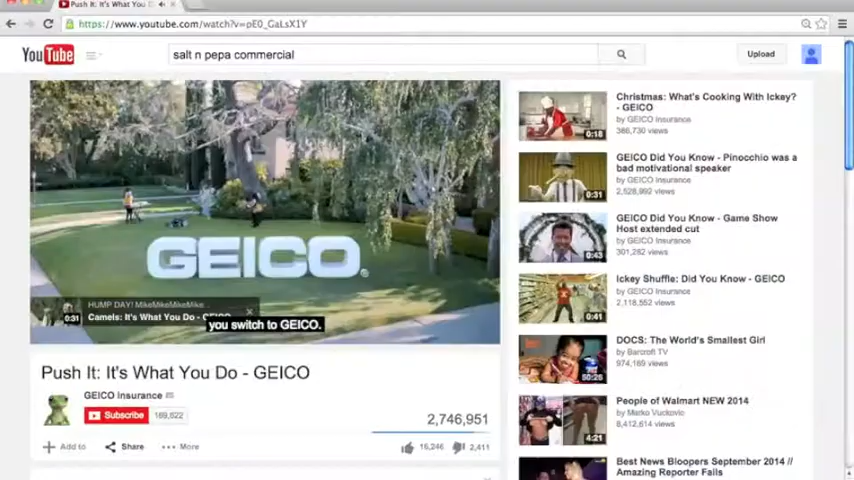 Push It: It's What You D
https://www.youtube.com/watch?v=pE0_GaLsX1Y
YouTube
salt n pepa commercial
Upload
GEICO
HUMP DAY! MikeMikeMikeMike...
0:31
Camels: It's What You Do - GEICO
you switch to GEICO.
Push It: It's What You Do - GEICO
GEICO Insurance
Subscribe
169,622
2,746,951
Add to
Share
More
16,246
2,411
Christmas: What's Cooking With Ickey?
- GEICO
by GEICO Insurance
386,730 views
0:18
GEICO Did You Know - Pinocchio was a
bad motivational speaker
by GEICO Insurance
2,528,992 views
0:31
GEICO Did You Know - Game Show
Host extended cut
by GEICO Insurance
301,282 views
0:43
Ickey Shuffle: Did You Know - GEICO
by GEICO Insurance
2,118,552 views
0:41
DOCS: The World's Smallest Girl
by Barcroft TV
974,169 views
50:26
People of Walmart NEW 2014
by Marko Vuckovic
8,412,614 views
4:21
Best News Bloopers September 2014 //
Amazing Reporter Fails